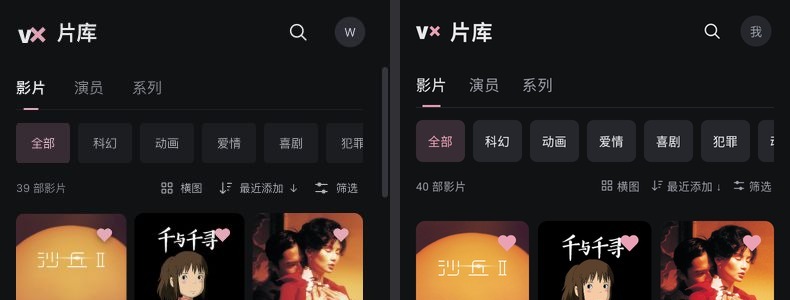 vx 片库 W
影片 演员 系列
全部 科幻 动画 爱情 喜剧 犯罪
39 部影片 横图 最近添加 ↓ 筛选
沙丘 II 千与千寻
vx 片库 我
影片 演员 系列
全部 科幻 动画 爱情 喜剧 犯罪
40 部影片 横图 最近添加 ↓ 筛选
沙丘 II 千与千寻